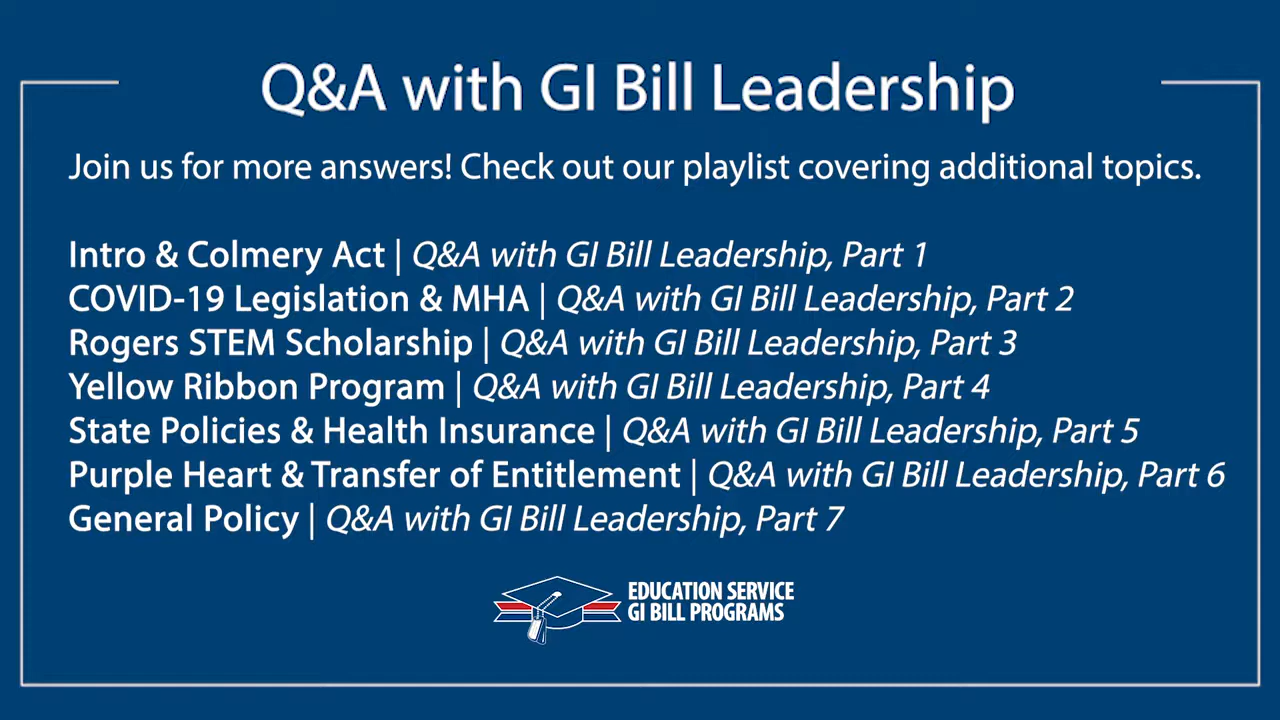 Q&A with GI Bill Leadership
Join us for more answers! Check out our playlist covering additional topics.
Intro & Colmery Act | Q&A with GI Bill Leadership, Part 1
COVID-19 Legislation & MHA | Q&A with GI Bill Leadership, Part 2
Rogers STEM Scholarship | Q&A with GI Bill Leadership, Part 3
Yellow Ribbon Program | Q&A with GI Bill Leadership, Part 4
State Policies & Health Insurance | Q&A with GI Bill Leadership, Part 5
Purple Heart & Transfer of Entitlement | Q&A with GI Bill Leadership, Part 6
General Policy | Q&A with GI Bill Leadership, Part 7
EDUCATION SERVICE
GI BILL PROGRAMS